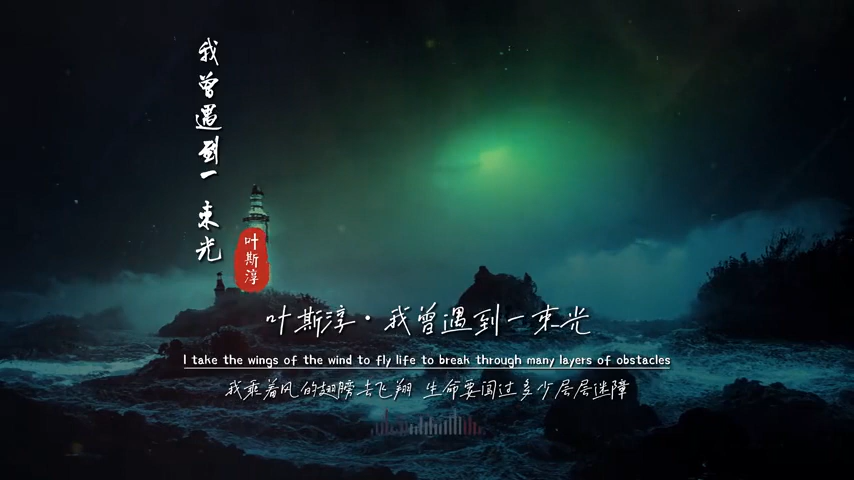 我曾遇到一束光
叶斯淳
叶斯淳·我曾遇到一束光
I take the wings of the wind to fly life to break through many layers of obstacles
我乘着风的翅膀去飞翔 生命要闯过多少层层迷障